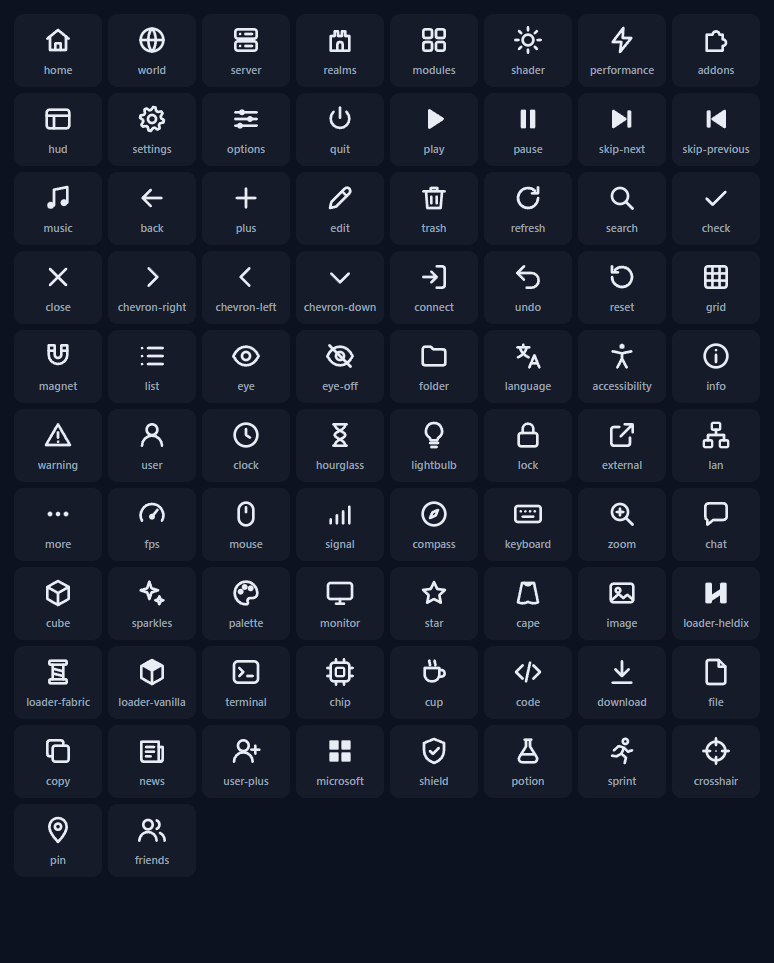 home world server realms modules shader performance addons
hud settings options quit play pause skip-next skip-previous
music back plus edit trash refresh search check
close chevron-right chevron-left chevron-down connect undo reset grid
magnet list eye eye-off folder language accessibility info
warning user clock hourglass lightbulb lock external lan
more fps mouse signal compass keyboard zoom chat
cube sparkles palette monitor star cape image loader-heldix
loader-fabric loader-vanilla terminal chip cup code download file
copy news user-plus microsoft shield potion sprint crosshair
pin friends